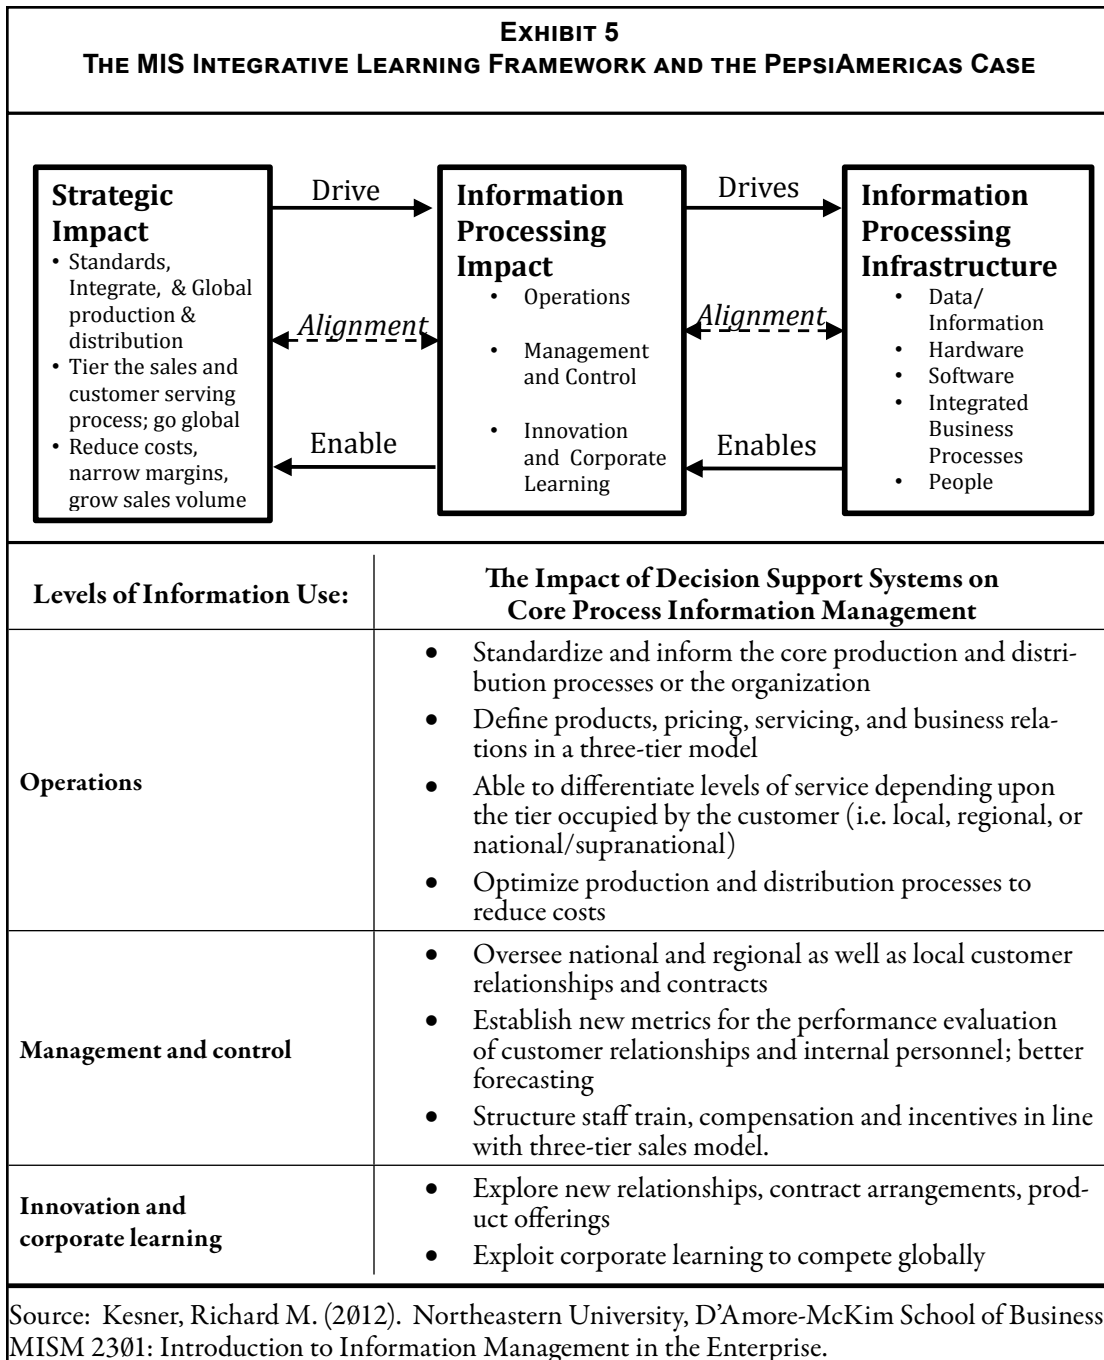 EXHIBIT 5
THE MIS INTEGRATIVE LEARNING FRAMEWORK AND THE PEPSIAMERICAS CASE
Strategic
Impact
• Standards,
Integrate, & Global
production &
distribution
• Tier the sales and
customer serving
process; go global
• Reduce costs,
narrow margins,
grow sales volume
Drive
Alignment
Enable
Information
Processing
Impact
• Operations
• Management
and Control
• Innovation
and Corporate
Learning
Drives
Alignment
Enables
Information
Processing
Infrastructure
• Data/
Information
• Hardware
• Software
• Integrated
Business
Processes
• People
Levels of Information Use:
The Impact of Decision Support Systems on
Core Process Information Management
Operations
• Standardize and inform the core production and distri-
bution processes or the organization
• Define products, pricing, servicing, and business rela-
tions in a three-tier model
• Able to differentiate levels of service depending upon
the tier occupied by the customer (i.e. local, regional, or
national/supranational)
• Optimize production and distribution processes to
reduce costs
Management and control
• Oversee national and regional as well as local customer
relationships and contracts
• Establish new metrics for the performance evaluation
of customer relationships and internal personnel; better
forecasting
• Structure staff train, compensation and incentives in line
with three-tier sales model.
Innovation and
corporate learning
• Explore new relationships, contract arrangements, prod-
uct offerings
• Exploit corporate learning to compete globally
Source: Kesner, Richard M. (2012). Northeastern University, D'Amore-McKim School of Business
MISM 2301: Introduction to Information Management in the Enterprise.